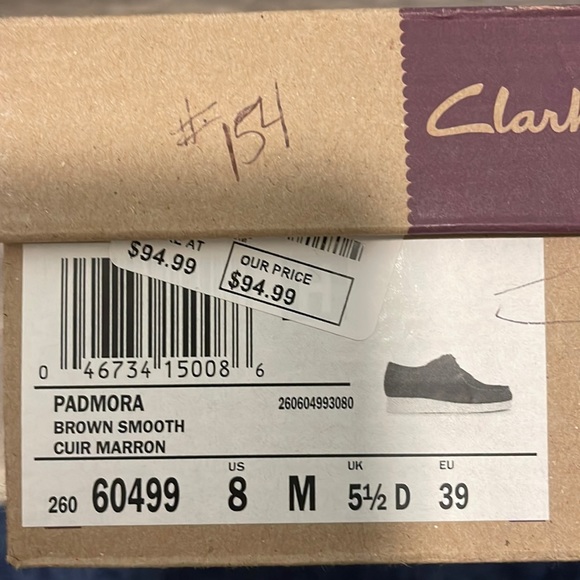 #154
Clark
AT
$94.99
OUR PRICE
$94.99
0 46734 15008 6
PADMORA
260604993080
BROWN SMOOTH
CUIR MARRON
US UK EU
260 60499 8 M 5½ D 39